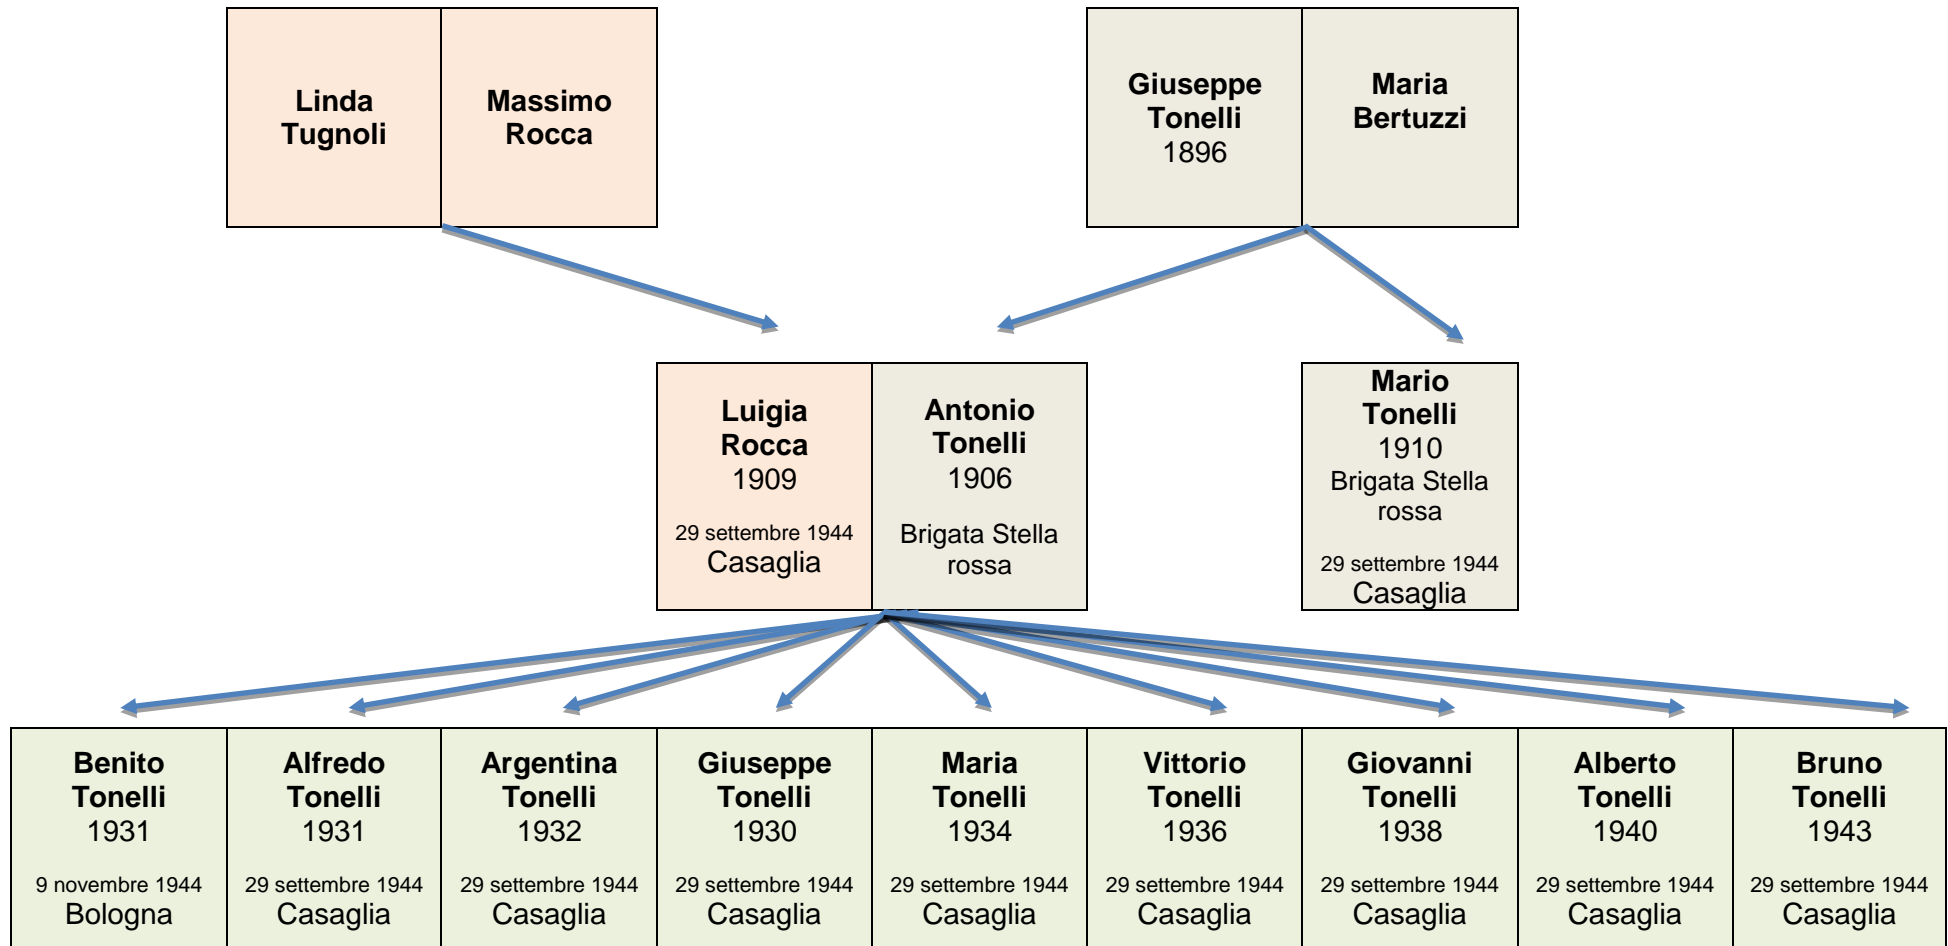 Linda
Tugnoli
Massimo
Rocca
Giuseppe
Tonelli
1896
Maria
Bertuzzi
Luigia
Rocca
1909
29 settembre 1944
Casaglia
Antonio
Tonelli
1906
Brigata Stella
rossa
Mario
Tonelli
1910
Brigata Stella
rossa
29 settembre 1944
Casaglia
Benito
Tonelli
1931
9 novembre 1944
Bologna
Alfredo
Tonelli
1931
29 settembre 1944
Casaglia
Argentina
Tonelli
1932
29 settembre 1944
Casaglia
Giuseppe
Tonelli
1930
29 settembre 1944
Casaglia
Maria
Tonelli
1934
29 settembre 1944
Casaglia
Vittorio
Tonelli
1936
29 settembre 1944
Casaglia
Giovanni
Tonelli
1938
29 settembre 1944
Casaglia
Alberto
Tonelli
1940
29 settembre 1944
Casaglia
Bruno
Tonelli
1943
29 settembre 1944
Casaglia